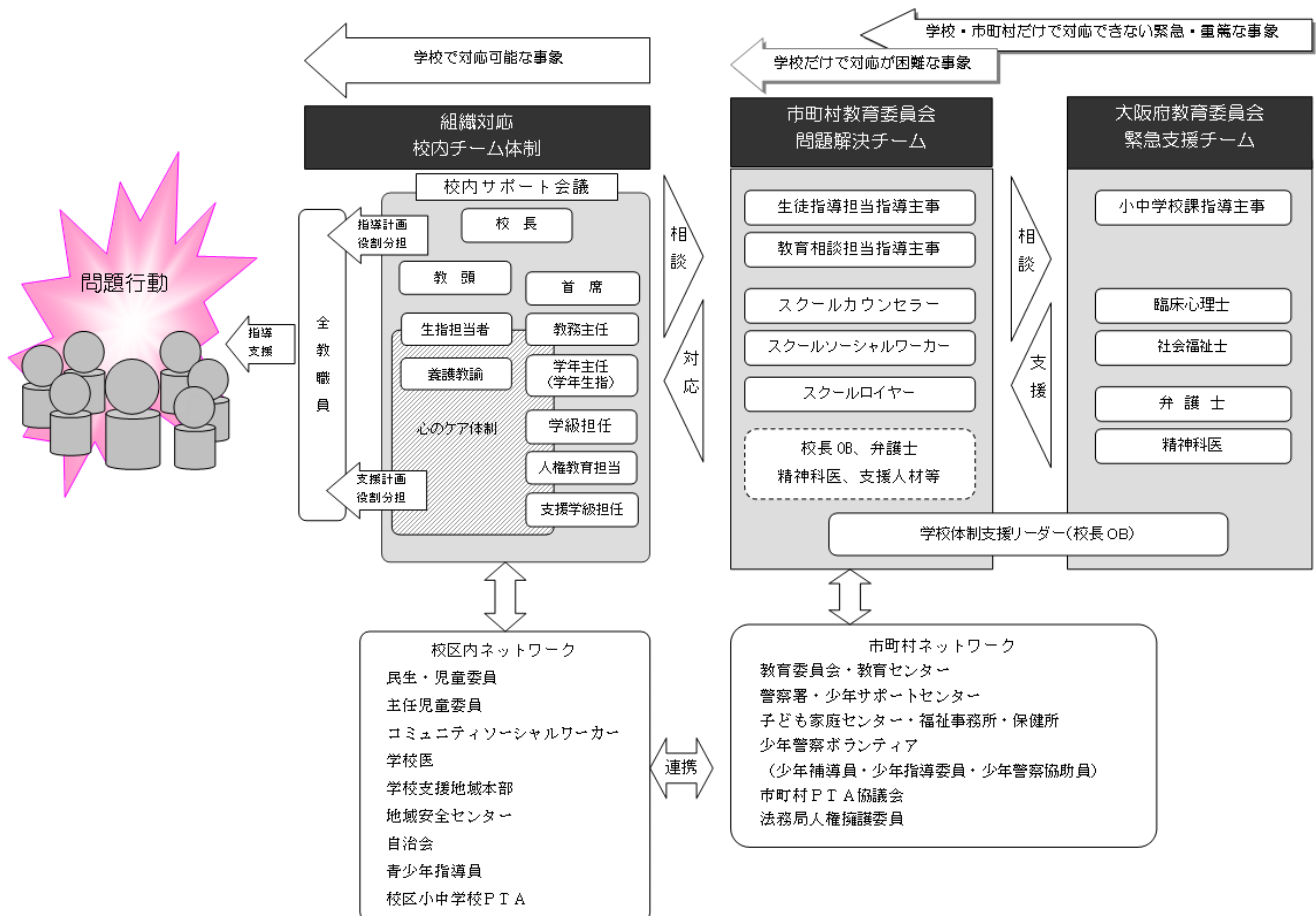 学校・市町村だけで対応できない緊急・重篤な事象
学校で対応可能な事象
学校だけで対応が困難な事象
組織対応
校内チーム体制
市町村教育委員会
問題解決チーム
大阪府教育委員会
緊急支援チーム
校内サポート会議
校 長
教 頭
首 席
生指担当者
教務主任
養護教諭
学年主任
(学年生指)
心のケア体制
学級担任
人権教育担当
支援学級担任
指導計画
役割分担
支援計画
役割分担
全教職員
指導
支援
問題行動
相談
対応
生徒指導担当指導主事
教育相談担当指導主事
スクールカウンセラー
スクールソーシャルワーカー
スクールロイヤー
校長OB、弁護士
精神科医、支援人材等
相談
支援
小中学校課指導主事
臨床心理士
社会福祉士
弁 護 士
精神科医
学校体制支援リーダー(校長OB)
校区内ネットワーク
民生・児童委員
主任児童委員
コミュニティソーシャルワーカー
学校医
学校支援地域本部
地域安全センター
自治会
青少年指導員
校区小中学校PTA
連携
市町村ネットワーク
教育委員会・教育センター
警察署・少年サポートセンター
子ども家庭センター・福祉事務所・保健所
少年警察ボランティア
(少年補導員・少年指導委員・少年警察協助員)
市町村PTA協議会
法務局人権擁護委員